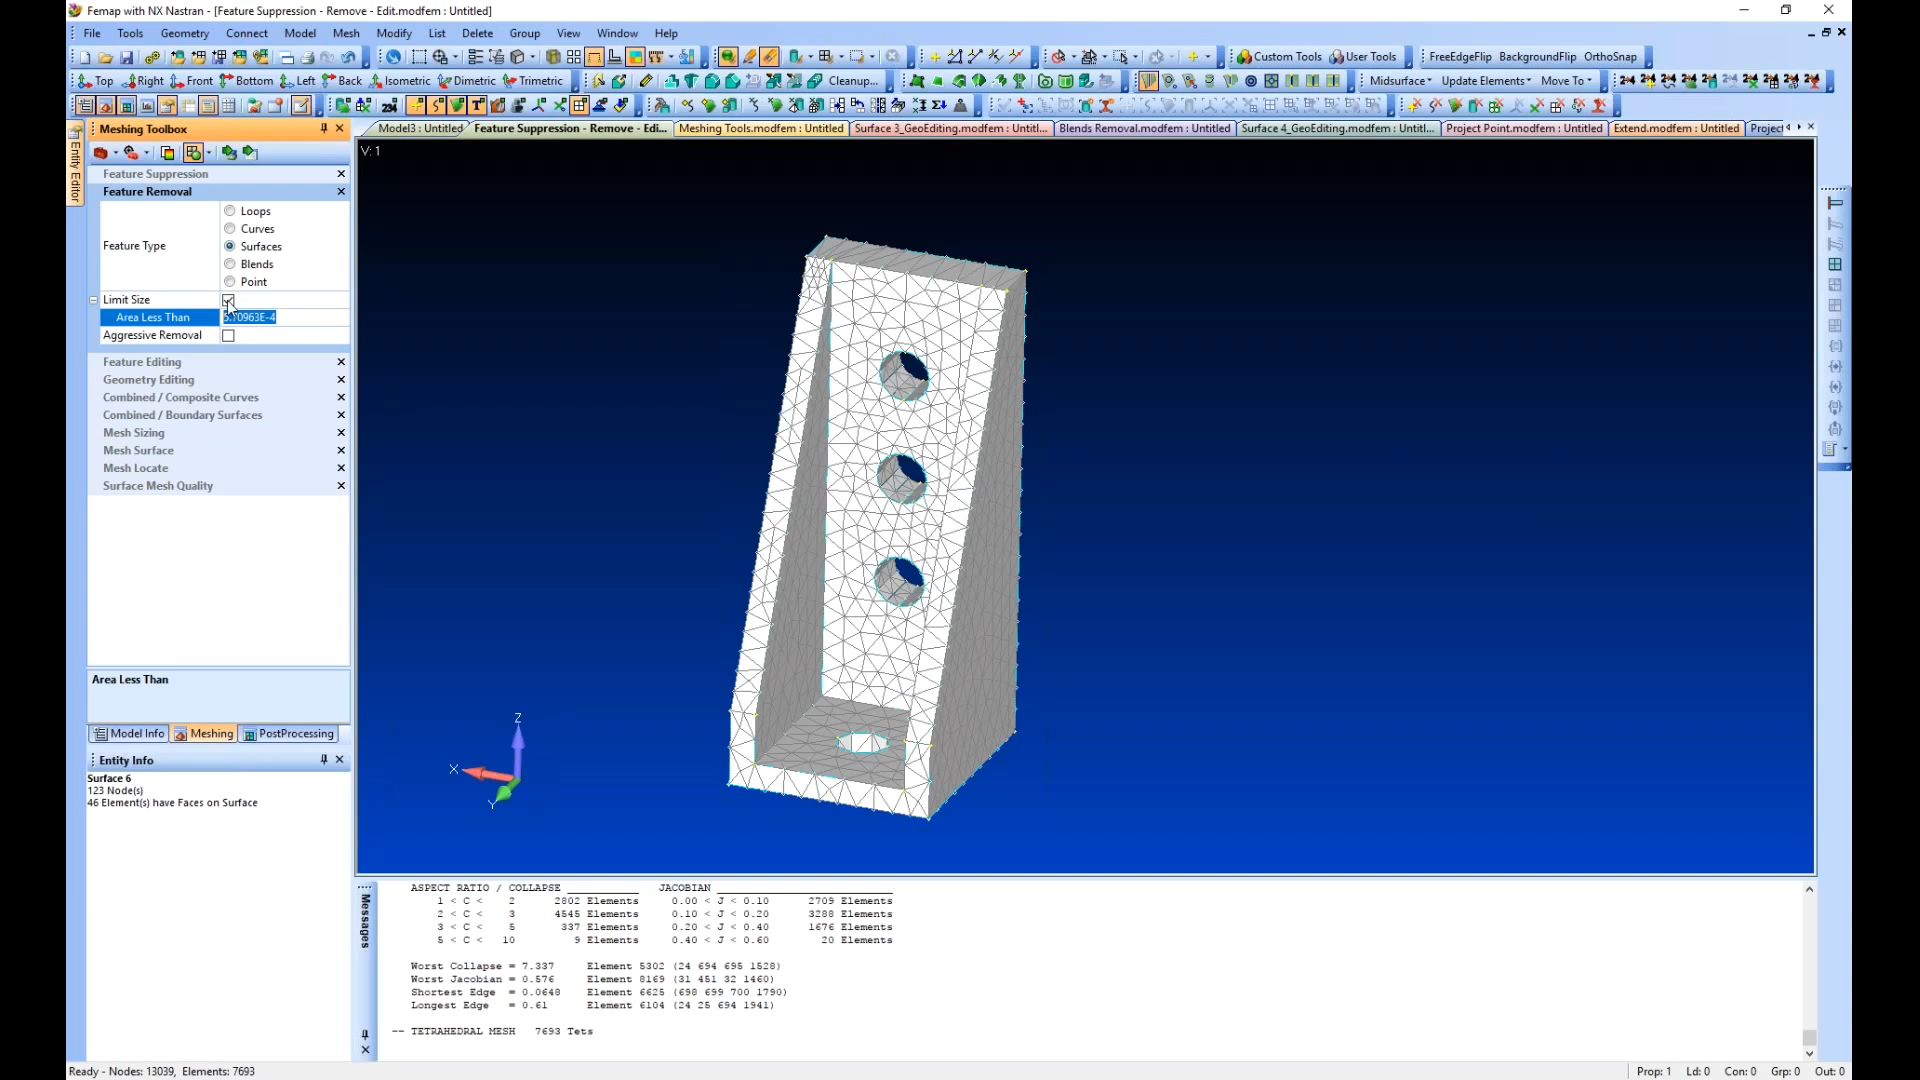 Femap with NX Nastran - [Feature Suppression - Remove - Edit.modfem : Untitled]
File Tools Geometry Connect Model Mesh Modify List Delete Group View Window Help
Custom Tools User Tools FreeEdgeFlip BackgroundFlip OrthoSnap
Top Right Front Bottom Left Back Isometric Dimetric Trimetric Cleanup... Midsurface Update Elements Move To
234
Meshing Toolbox
Model3 : Untitled Feature Suppression - Remove - Edi... Meshing Tools.modfem : Untitled Surface 3_GeoEditing.modfem : Untitl... Blends Removal.modfem : Untitled Surface 4_GeoEditing.modfem : Untitl... Project Point.modfem : Untitled Extend.modfem : Untitled Project
Entity Editor
V: 1
Feature Suppression
Feature Removal
Feature Type
Loops
Curves
Surfaces
Blends
Point
Limit Size
Area Less Than 5.70963E-4
Aggressive Removal
Feature Editing
Geometry Editing
Combined / Composite Curves
Combined / Boundary Surfaces
Mesh Sizing
Mesh Surface
Mesh Locate
Surface Mesh Quality
Area Less Than
Model Info Meshing PostProcessing
Entity Info
Surface 6
123 Node(s)
46 Element(s) have Faces on Surface
Z
X
Y
Messages
ASPECT RATIO / COLLAPSE JACOBIAN
1 < C < 2 2802 Elements 0.00 < J < 0.10 2709 Elements
2 < C < 3 4545 Elements 0.10 < J < 0.20 3288 Elements
3 < C < 5 337 Elements 0.20 < J < 0.40 1676 Elements
5 < C < 10 9 Elements 0.40 < J < 0.60 20 Elements
Worst Collapse = 7.337 Element 5302 (24 694 695 1528)
Worst Jacobian = 0.576 Element 8169 (31 451 32 1460)
Shortest Edge = 0.0648 Element 6625 (698 699 700 1790)
Longest Edge = 0.61 Element 6104 (24 25 694 1941)
-- TETRAHEDRAL MESH 7693 Tets
Ready - Nodes: 13039, Elements: 7693
Prop: 1 Ld: 0 Con: 0 Grp: 0 Out: 0